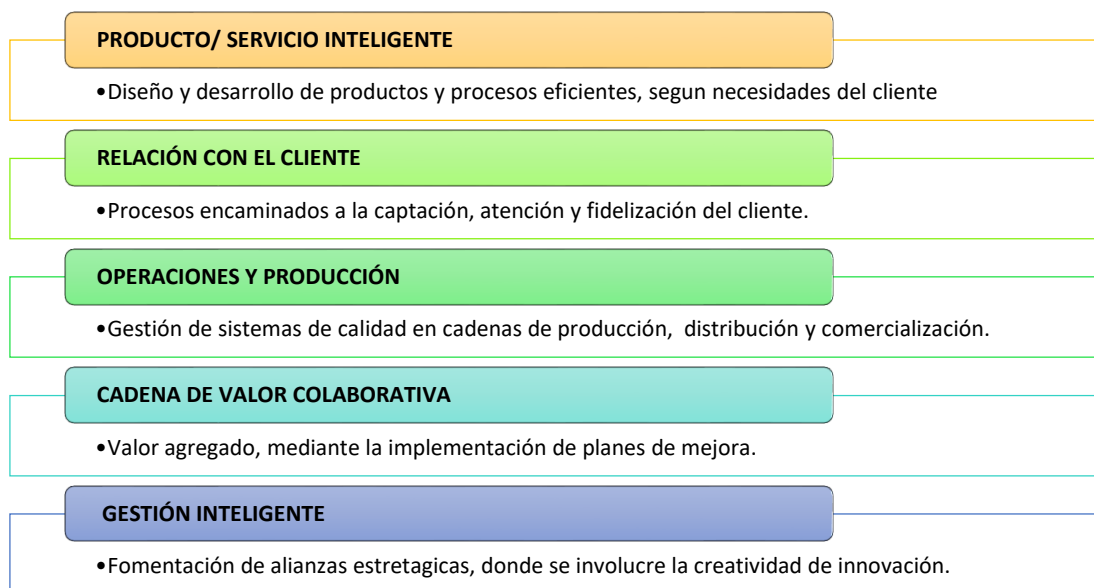 PRODUCTO/ SERVICIO INTELIGENTE
•Diseño y desarrollo de productos y procesos eficientes, segun necesidades del cliente
RELACIÓN CON EL CLIENTE
•Procesos encaminados a la captación, atención y fidelización del cliente.
OPERACIONES Y PRODUCCIÓN
•Gestión de sistemas de calidad en cadenas de producción, distribución y comercialización.
CADENA DE VALOR COLABORATIVA
•Valor agregado, mediante la implementación de planes de mejora.
GESTIÓN INTELIGENTE
•Fomentación de alianzas estretagicas, donde se involucre la creatividad de innovación.